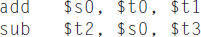 add $s0, $t0, $t1
sub $t2, $s0, $t3